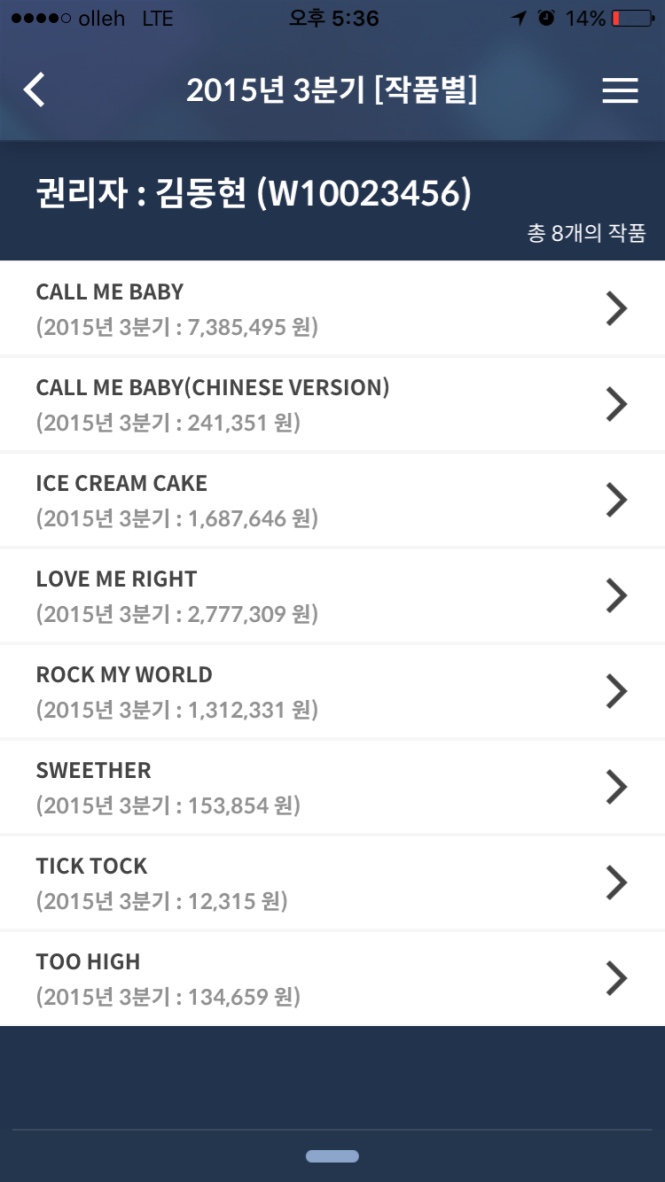 olleh LTE 오후 5:36 14%
2015년 3분기 [작품별]
권리자 : 김동현 (W10023456)
총 8개의 작품
CALL ME BABY
(2015년 3분기 : 7,385,495 원)
CALL ME BABY(CHINESE VERSION)
(2015년 3분기 : 241,351 원)
ICE CREAM CAKE
(2015년 3분기 : 1,687,646 원)
LOVE ME RIGHT
(2015년 3분기 : 2,777,309 원)
ROCK MY WORLD
(2015년 3분기 : 1,312,331 원)
SWEETHER
(2015년 3분기 : 153,854 원)
TICK TOCK
(2015년 3분기 : 12,315 원)
TOO HIGH
(2015년 3분기 : 134,659 원)